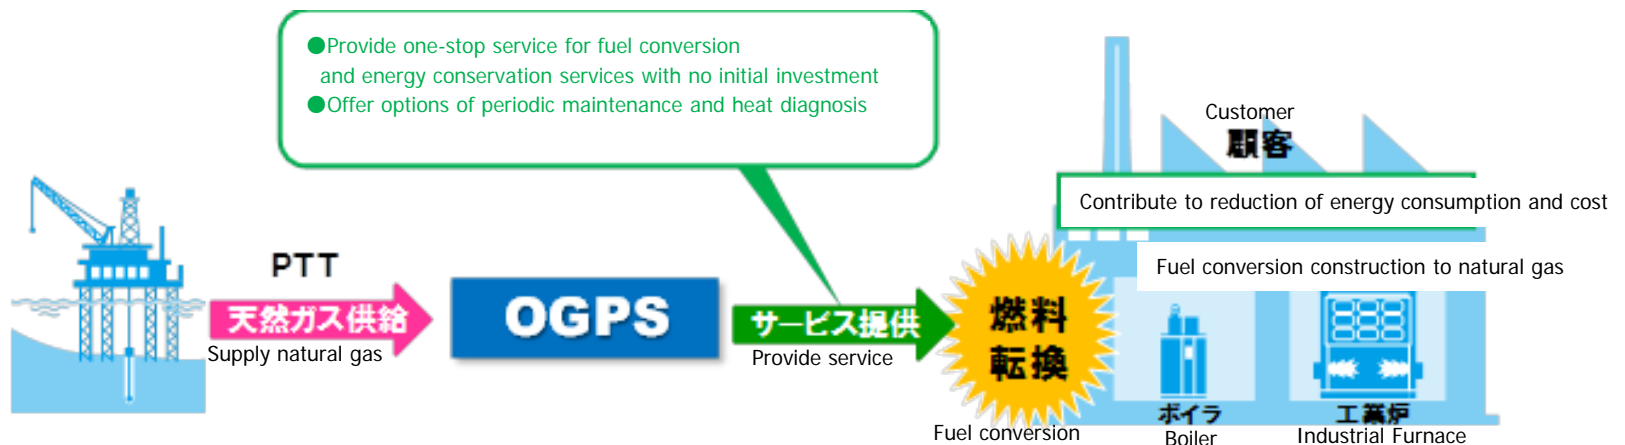 ●Provide one-stop service for fuel conversion
and energy conservation services with no initial investment
●Offer options of periodic maintenance and heat diagnosis
Customer
顧客
Contribute to reduction of energy consumption and cost
Fuel conversion construction to natural gas
PTT
天然ガス供給
Supply natural gas
OGPS
サービス提供
Provide service
燃料
転換
Fuel conversion
ボイラ
Boiler
工業炉
Industrial Furnace